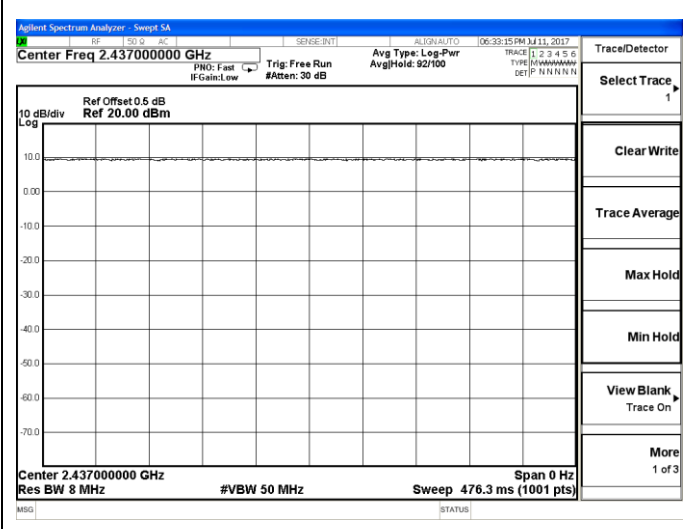 Agilent Spectrum Analyzer - Swept SA
RF 50 Ω AC SENSE:INT ALIGN AUTO 06:33:15 PM Jul 11, 2017
Center Freq 2.437000000 GHz
PNO: Fast
IFGain:Low
Trig: Free Run
#Atten: 30 dB
Avg Type: Log-Pwr
Avg|Hold: 92/100
TRACE 1 2 3 4 5 6
TYPE MWWWWW
DET P N N N N N
Ref Offset 0.5 dB
10 dB/div Ref 20.00 dBm
Log
10.0
0.00
-10.0
-20.0
-30.0
-40.0
-50.0
-60.0
-70.0
Center 2.437000000 GHz Span 0 Hz
Res BW 8 MHz #VBW 50 MHz Sweep 476.3 ms (1001 pts)
MSG STATUS
Trace/Detector
Select Trace
1
Clear Write
Trace Average
Max Hold
Min Hold
View Blank
Trace On
More
1 of 3